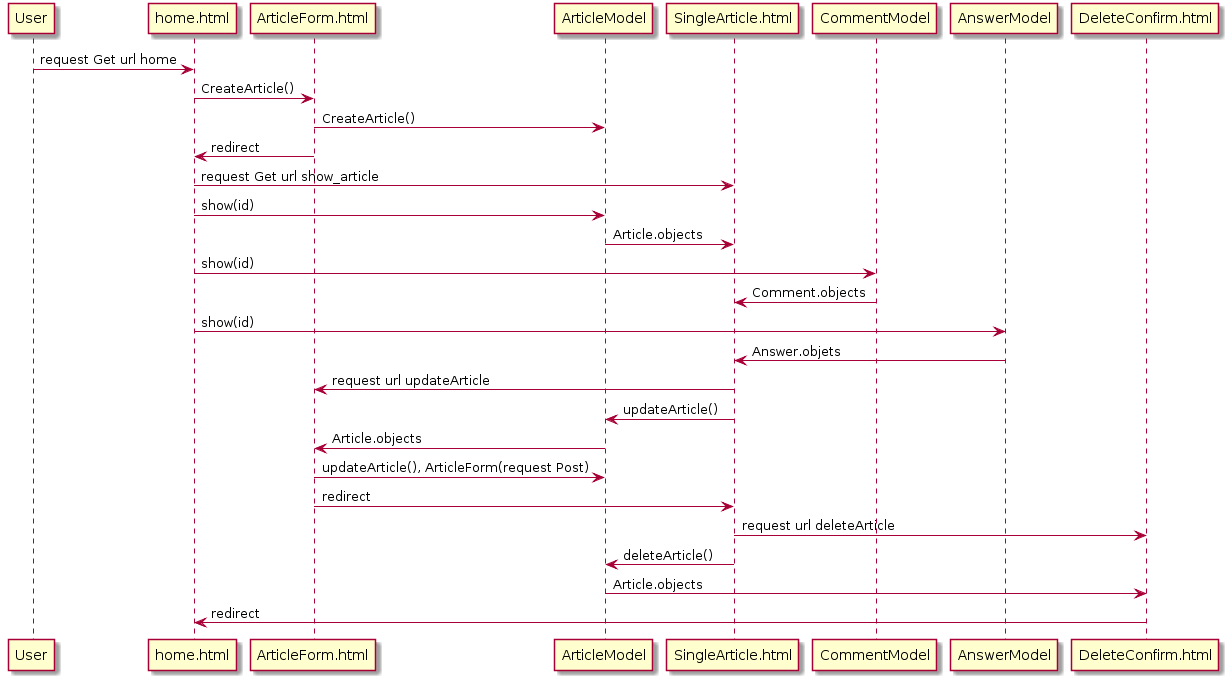 User home.html ArticleForm.html ArticleModel SingleArticle.html CommentModel AnswerModel DeleteConfirm.html
request Get url home
CreateArticle()
CreateArticle()
redirect
request Get url show_article
show(id)
Article.objects
show(id)
Comment.objects
show(id)
Answer.objets
request url updateArticle
updateArticle()
Article.objects
updateArticle(), ArticleForm(request Post)
redirect
request url deleteArticle
deleteArticle()
Article.objects
redirect
User home.html ArticleForm.html ArticleModel SingleArticle.html CommentModel AnswerModel DeleteConfirm.html